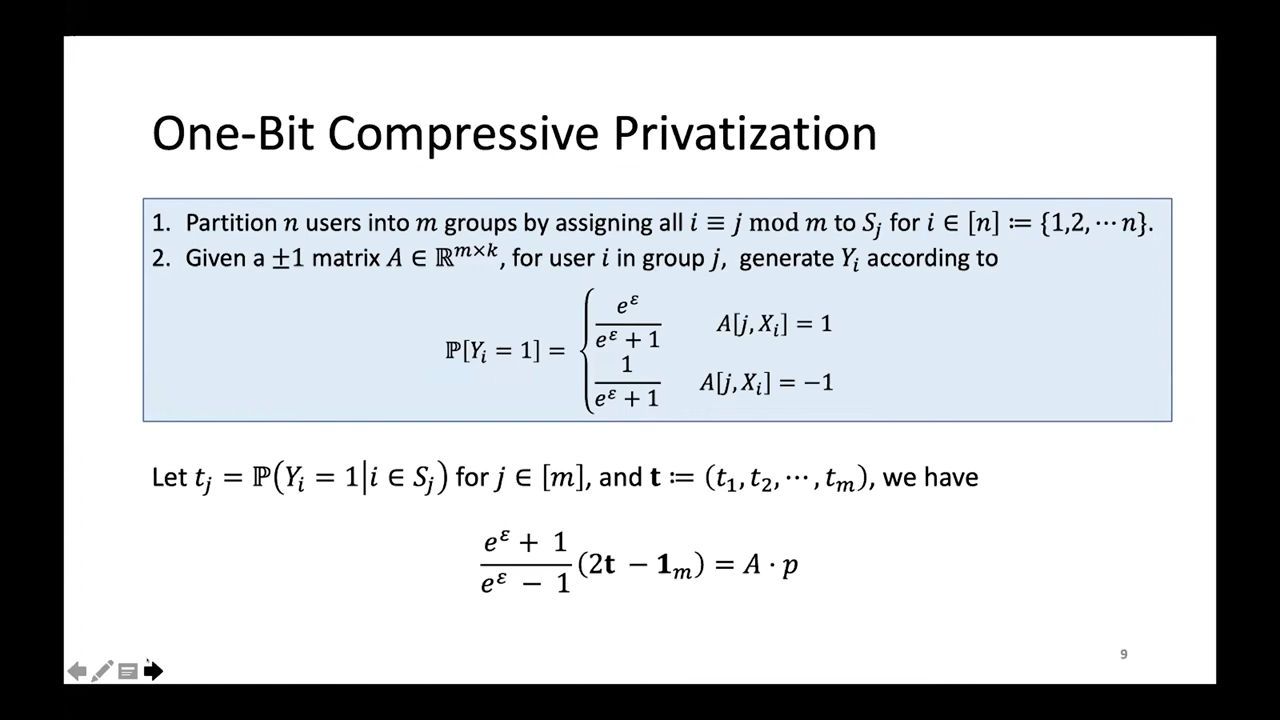 One-Bit Compressive Privatization
1. Partition n users into m groups by assigning all i ≡ j mod m to S_j for i ∈ [n] ≔ {1,2, ⋯ n}.
2. Given a ±1 matrix A ∈ ℝ^{m×k}, for user i in group j, generate Y_i according to
ℙ[Y_i = 1] = { e^ε / (e^ε + 1)   A[j, X_i] = 1
1 / (e^ε + 1)   A[j, X_i] = −1
Let t_j = ℙ(Y_i = 1|i ∈ S_j) for j ∈ [m], and 𝐭 ≔ (t_1, t_2, ⋯ , t_m), we have
(e^ε + 1) / (e^ε − 1) (2𝐭 − 𝟏_m) = A · p
9